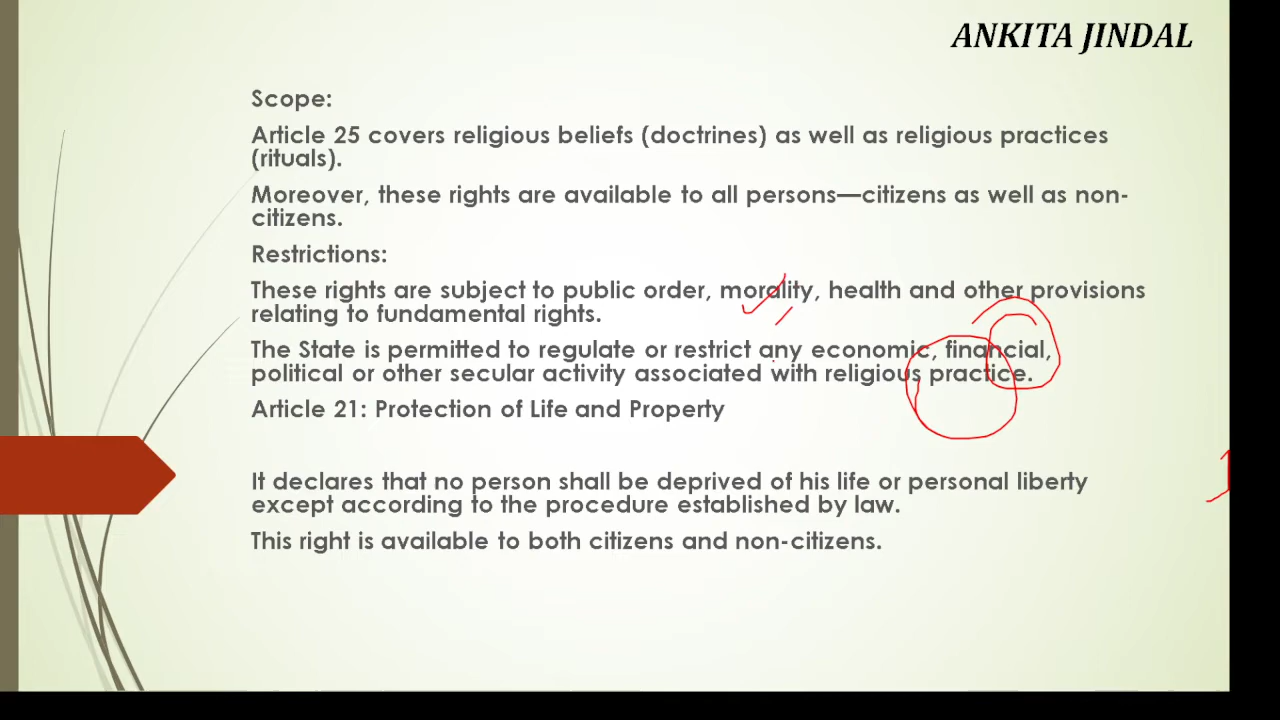 ANKITA JINDAL
Scope:
Article 25 covers religious beliefs (doctrines) as well as religious practices
(rituals).
Moreover, these rights are available to all persons—citizens as well as non-
citizens.
Restrictions:
These rights are subject to public order, morality, health and other provisions
relating to fundamental rights.
The State is permitted to regulate or restrict any economic, financial,
political or other secular activity associated with religious practice.
Article 21: Protection of Life and Property
It declares that no person shall be deprived of his life or personal liberty
except according to the procedure established by law.
This right is available to both citizens and non-citizens.